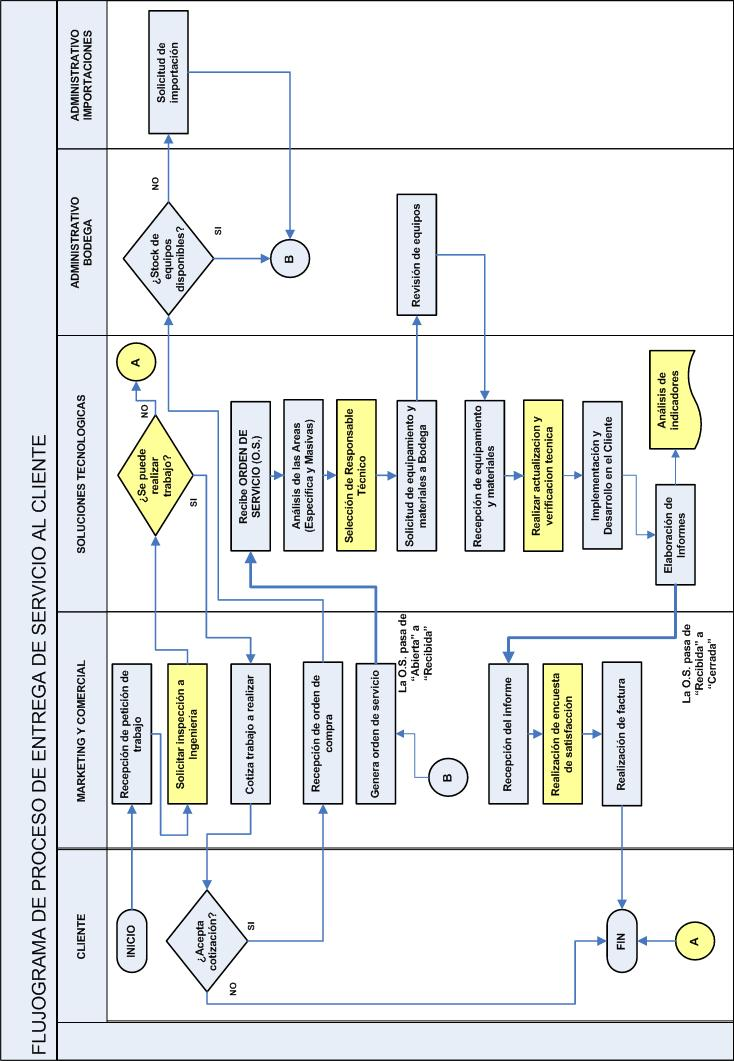 FLUJOGRAMA DE PROCESO DE ENTREGA DE SERVICIO AL CLIENTE
CLIENTE
MARKETING Y COMERCIAL
SOLUCIONES TECNOLOGICAS
ADMINISTRATIVO
BODEGA
ADMINISTRATIVO
IMPORTACIONES
INICIO
Recepción de petición de
trabajo
Solicitar inspección a
Ingeniería
¿Se puede
realizar
trabajo?
NO
A
SI
Cotiza trabajo a realizar
¿Acepta
cotización?
NO
SI
Recepción de orden de
compra
¿Stock de
equipos
disponibles?
NO
SI
Solicitud de
importación
B
B
Genera orden de servicio
La O.S. pasa de
“Abierta” a
“Recibida”
Recibe ORDEN DE
SERVICIO (O.S.)
Análisis de las Areas
(Específica y Masivas)
Selección de Responsable
Técnico
Solicitud de equipamiento y
materiales a Bodega
Revisión de equipos
Recepción de equipamiento
y materiales
Realizar actualizacion y
verificacion tecnica
Implementación y
Desarrollo en el Cliente
Elaboración de
Informes
Análisis de
indicadores
La O.S. pasa de
“Recibida” a
“Cerrada”
Recepción del informe
Realización de encuesta
de satisfacción
Realización de factura
FIN
A